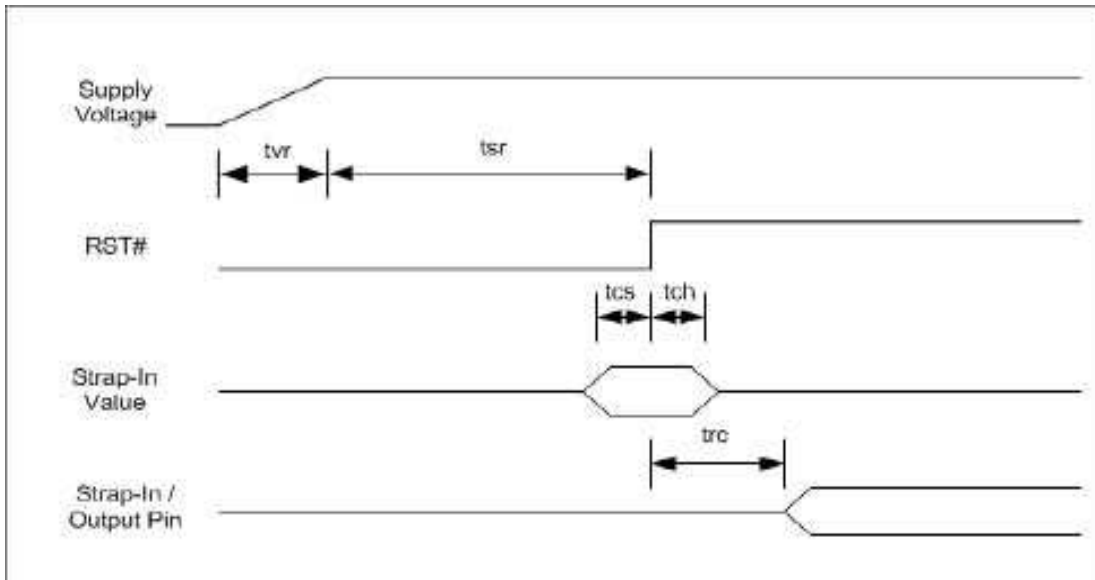 Supply
Voltage
tvr
tsr
RST#
tcs
tch
Strap-In
Value
trc
Strap-In /
Output Pin